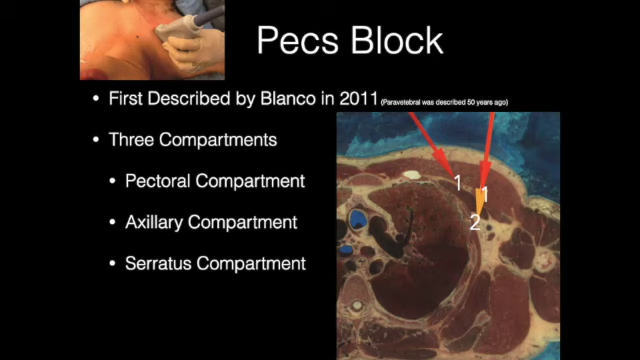 Pecs Block
• First Described by Blanco in 2011 (Paravetebral was described 50 years ago)
• Three Compartments
• Pectoral Compartment
• Axillary Compartment
• Serratus Compartment
1
1
2